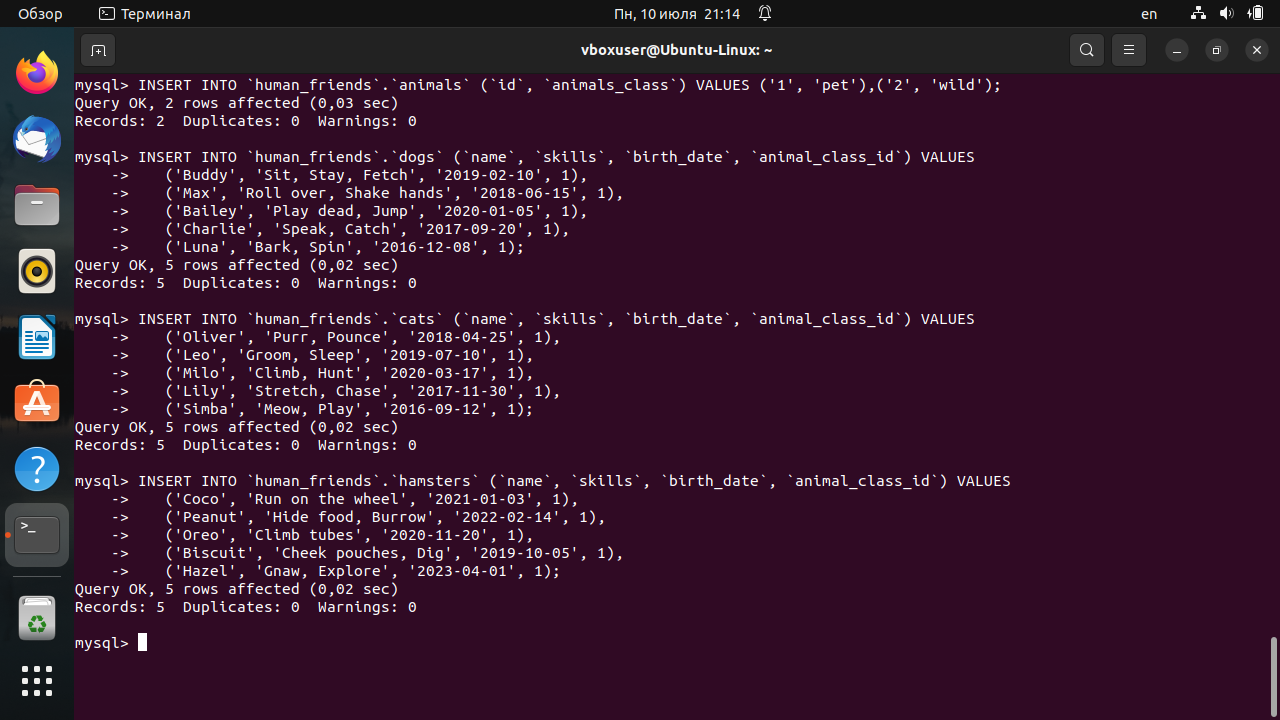 Обзор
Терминал
Пн, 10 июля 21:14
en
vboxuser@Ubuntu-Linux: ~
mysql> INSERT INTO `human_friends`.`animals` (`id`, `animals_class`) VALUES ('1', 'pet'),('2', 'wild');
Query OK, 2 rows affected (0,03 sec)
Records: 2  Duplicates: 0  Warnings: 0

mysql> INSERT INTO `human_friends`.`dogs` (`name`, `skills`, `birth_date`, `animal_class_id`) VALUES
    ->    ('Buddy', 'Sit, Stay, Fetch', '2019-02-10', 1),
    ->    ('Max', 'Roll over, Shake hands', '2018-06-15', 1),
    ->    ('Bailey', 'Play dead, Jump', '2020-01-05', 1),
    ->    ('Charlie', 'Speak, Catch', '2017-09-20', 1),
    ->    ('Luna', 'Bark, Spin', '2016-12-08', 1);
Query OK, 5 rows affected (0,02 sec)
Records: 5  Duplicates: 0  Warnings: 0

mysql> INSERT INTO `human_friends`.`cats` (`name`, `skills`, `birth_date`, `animal_class_id`) VALUES
    ->    ('Oliver', 'Purr, Pounce', '2018-04-25', 1),
    ->    ('Leo', 'Groom, Sleep', '2019-07-10', 1),
    ->    ('Milo', 'Climb, Hunt', '2020-03-17', 1),
    ->    ('Lily', 'Stretch, Chase', '2017-11-30', 1),
    ->    ('Simba', 'Meow, Play', '2016-09-12', 1);
Query OK, 5 rows affected (0,02 sec)
Records: 5  Duplicates: 0  Warnings: 0

mysql> INSERT INTO `human_friends`.`hamsters` (`name`, `skills`, `birth_date`, `animal_class_id`) VALUES
    ->    ('Coco', 'Run on the wheel', '2021-01-03', 1),
    ->    ('Peanut', 'Hide food, Burrow', '2022-02-14', 1),
    ->    ('Oreo', 'Climb tubes', '2020-11-20', 1),
    ->    ('Biscuit', 'Cheek pouches, Dig', '2019-10-05', 1),
    ->    ('Hazel', 'Gnaw, Explore', '2023-04-01', 1);
Query OK, 5 rows affected (0,02 sec)
Records: 5  Duplicates: 0  Warnings: 0

mysql>